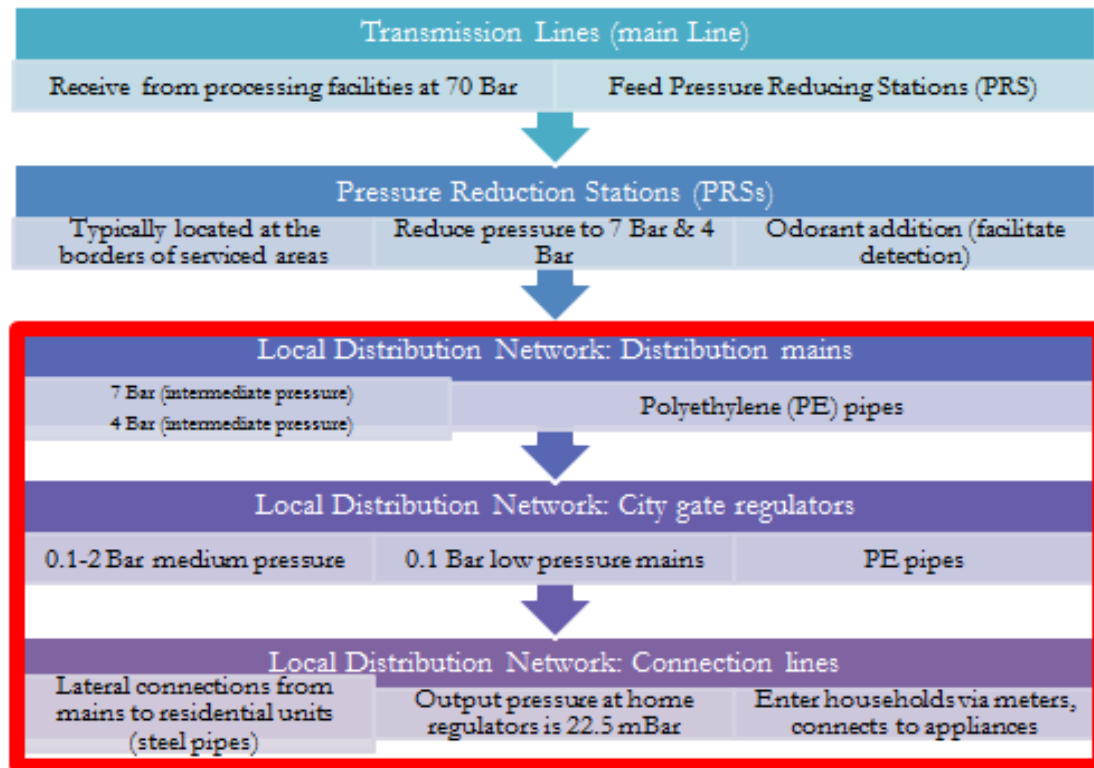 Transmission Lines (main Line)
Receive from processing facilities at 70 Bar
Feed Pressure Reducing Stations (PRS)
Pressure Reduction Stations (PRSs)
Typically located at the
borders of serviced areas
Reduce pressure to 7 Bar & 4
Bar
Odorant addition (facilitate
detection)
Local Distribution Network: Distribution mains
7 Bar (intermediate pressure)
4 Bar (intermediate pressure)
Polyethylene (PE) pipes
Local Distribution Network: City gate regulators
0.1-2 Bar medium pressure
0.1 Bar low pressure mains
PE pipes
Local Distribution Network: Connection lines
Lateral connections from
mains to residential units
(steel pipes)
Output pressure at home
regulators is 22.5 mBar
Enter households via meters,
connects to appliances